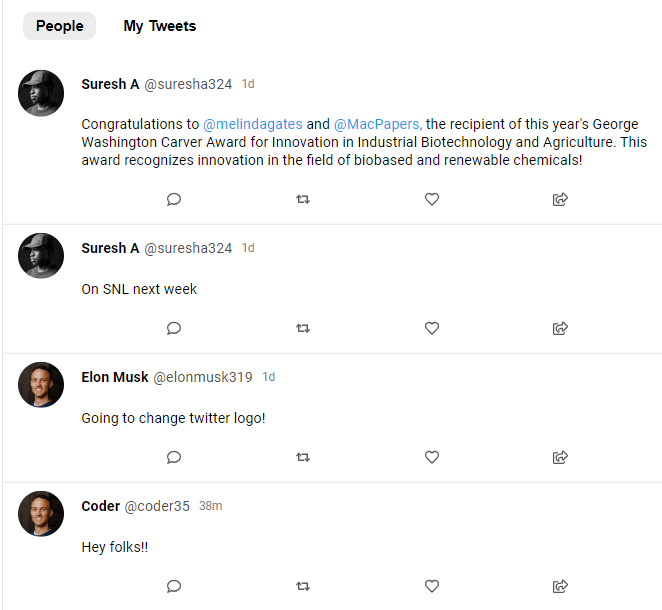 People My Tweets
Suresh A @suresha324 1d
Congratulations to @melindagates and @MacPapers, the recipient of this year's George
Washington Carver Award for Innovation in Industrial Biotechnology and Agriculture. This
award recognizes innovation in the field of biobased and renewable chemicals!
Suresh A @suresha324 1d
On SNL next week
Elon Musk @elonmusk319 1d
Going to change twitter logo!
Coder @coder35 38m
Hey folks!!